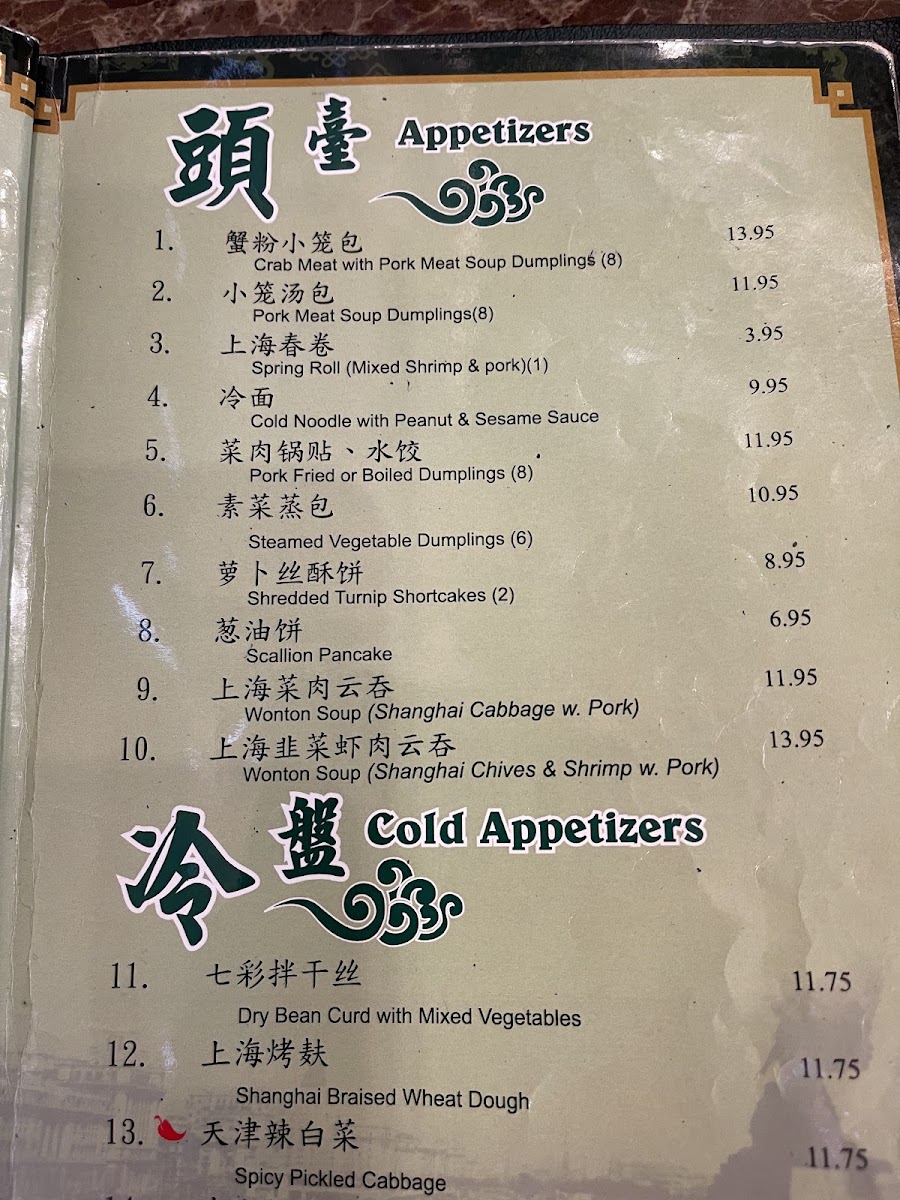 頭臺 Appetizers
1. 蟹粉小笼包 13.95
Crab Meat with Pork Meat Soup Dumplings (8)
2. 小笼汤包 11.95
Pork Meat Soup Dumplings(8)
3. 上海春卷 3.95
Spring Roll (Mixed Shrimp & pork)(1)
4. 冷面 9.95
Cold Noodle with Peanut & Sesame Sauce
5. 菜肉锅贴、水饺 11.95
Pork Fried or Boiled Dumplings (8)
6. 素菜蒸包 10.95
Steamed Vegetable Dumplings (6)
7. 萝卜丝酥饼 8.95
Shredded Turnip Shortcakes (2)
8. 葱油饼 6.95
Scallion Pancake
9. 上海菜肉云吞 11.95
Wonton Soup (Shanghai Cabbage w. Pork)
10. 上海韭菜虾肉云吞 13.95
Wonton Soup (Shanghai Chives & Shrimp w. Pork)
冷盤 Cold Appetizers
11. 七彩拌干丝 11.75
Dry Bean Curd with Mixed Vegetables
12. 上海烤麸 11.75
Shanghai Braised Wheat Dough
13. 天津辣白菜 11.75
Spicy Pickled Cabbage